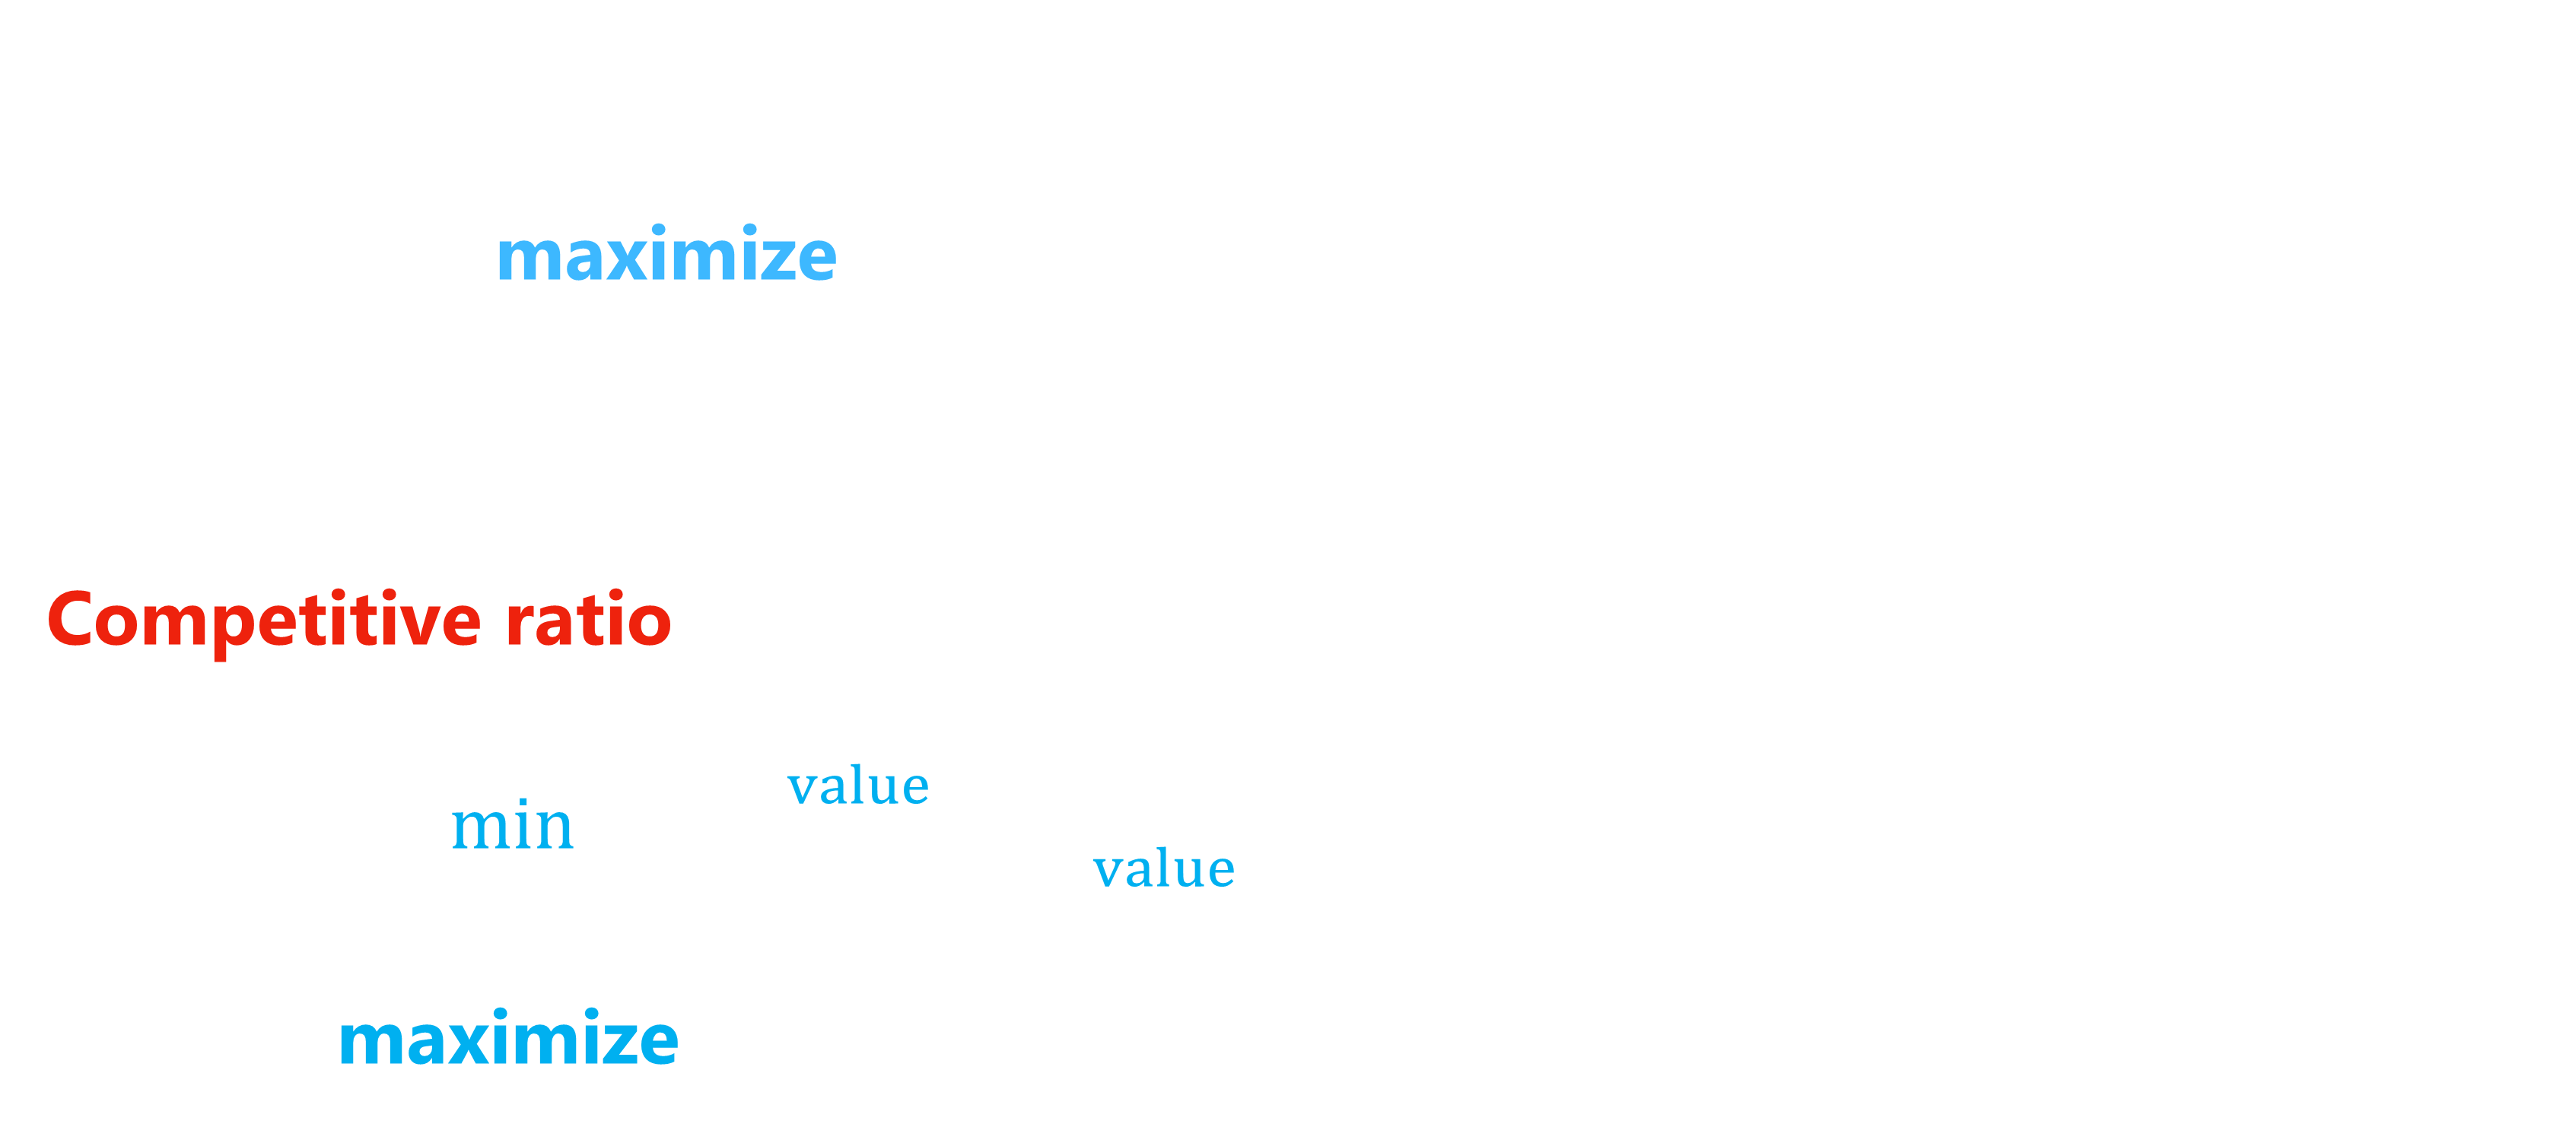 maximize
Competitive ratio
min
value
value
maximize